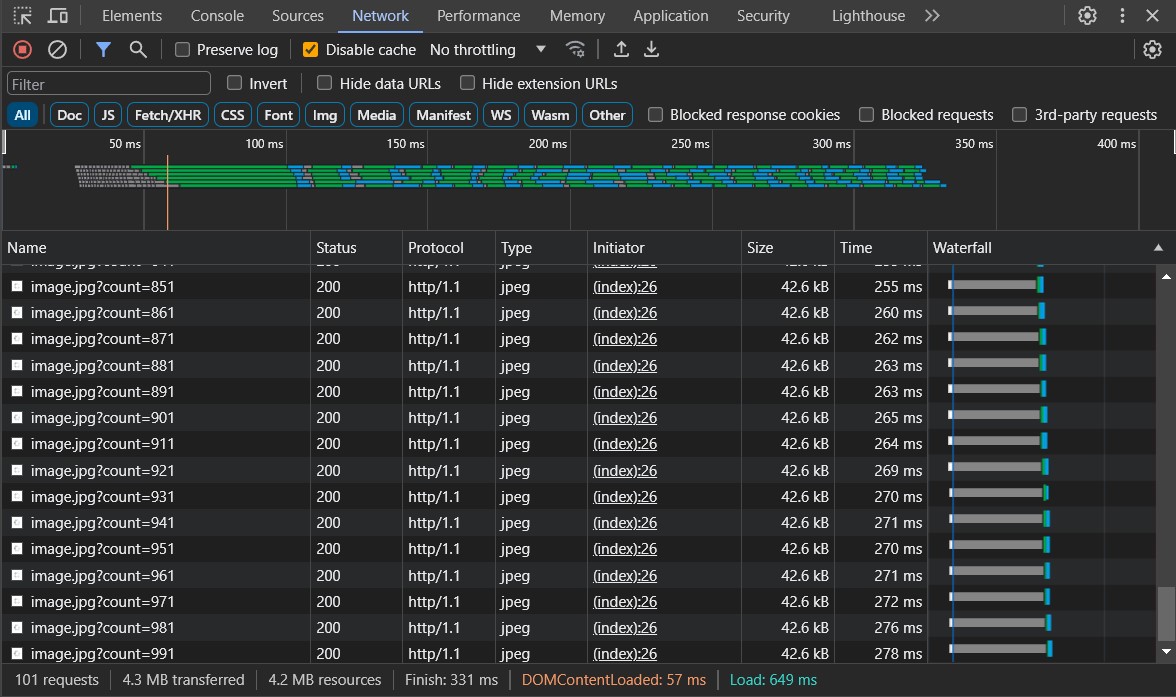 Elements Console Sources Network Performance Memory Application Security Lighthouse
Preserve log Disable cache No throttling
Filter Invert Hide data URLs Hide extension URLs
All Doc JS Fetch/XHR CSS Font Img Media Manifest WS Wasm Other Blocked response cookies Blocked requests 3rd-party requests
50 ms 100 ms 150 ms 200 ms 250 ms 300 ms 350 ms 400 ms
Name Status Protocol Type Initiator Size Time Waterfall
image.jpg?count=851 200 http/1.1 jpeg (index):26 42.6 kB 255 ms
image.jpg?count=861 200 http/1.1 jpeg (index):26 42.6 kB 260 ms
image.jpg?count=871 200 http/1.1 jpeg (index):26 42.6 kB 262 ms
image.jpg?count=881 200 http/1.1 jpeg (index):26 42.6 kB 263 ms
image.jpg?count=891 200 http/1.1 jpeg (index):26 42.6 kB 263 ms
image.jpg?count=901 200 http/1.1 jpeg (index):26 42.6 kB 265 ms
image.jpg?count=911 200 http/1.1 jpeg (index):26 42.6 kB 264 ms
image.jpg?count=921 200 http/1.1 jpeg (index):26 42.6 kB 269 ms
image.jpg?count=931 200 http/1.1 jpeg (index):26 42.6 kB 270 ms
image.jpg?count=941 200 http/1.1 jpeg (index):26 42.6 kB 271 ms
image.jpg?count=951 200 http/1.1 jpeg (index):26 42.6 kB 270 ms
image.jpg?count=961 200 http/1.1 jpeg (index):26 42.6 kB 271 ms
image.jpg?count=971 200 http/1.1 jpeg (index):26 42.6 kB 272 ms
image.jpg?count=981 200 http/1.1 jpeg (index):26 42.6 kB 276 ms
image.jpg?count=991 200 http/1.1 jpeg (index):26 42.6 kB 278 ms
101 requests 4.3 MB transferred 4.2 MB resources Finish: 331 ms DOMContentLoaded: 57 ms Load: 649 ms